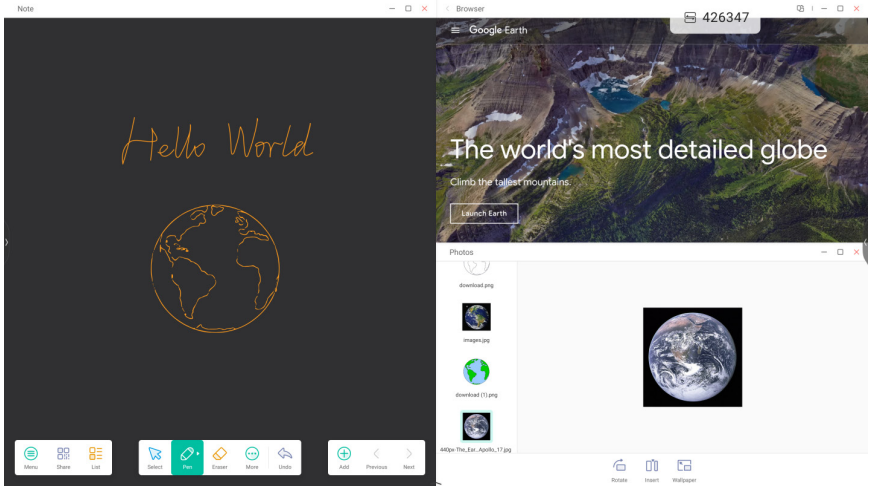 Note
Hello World
Menu
Share
List
Select
Pen
Eraser
More
Undo
Add
Previous
Next
Browser
426347
Google Earth
The world's most detailed globe
Climb the tallest mountains.
Launch Earth
Photos
download.png
images.jpg
download (1).png
440px-The_Ear_Apollo_17.jpg
Rotate
Insert
Wallpaper